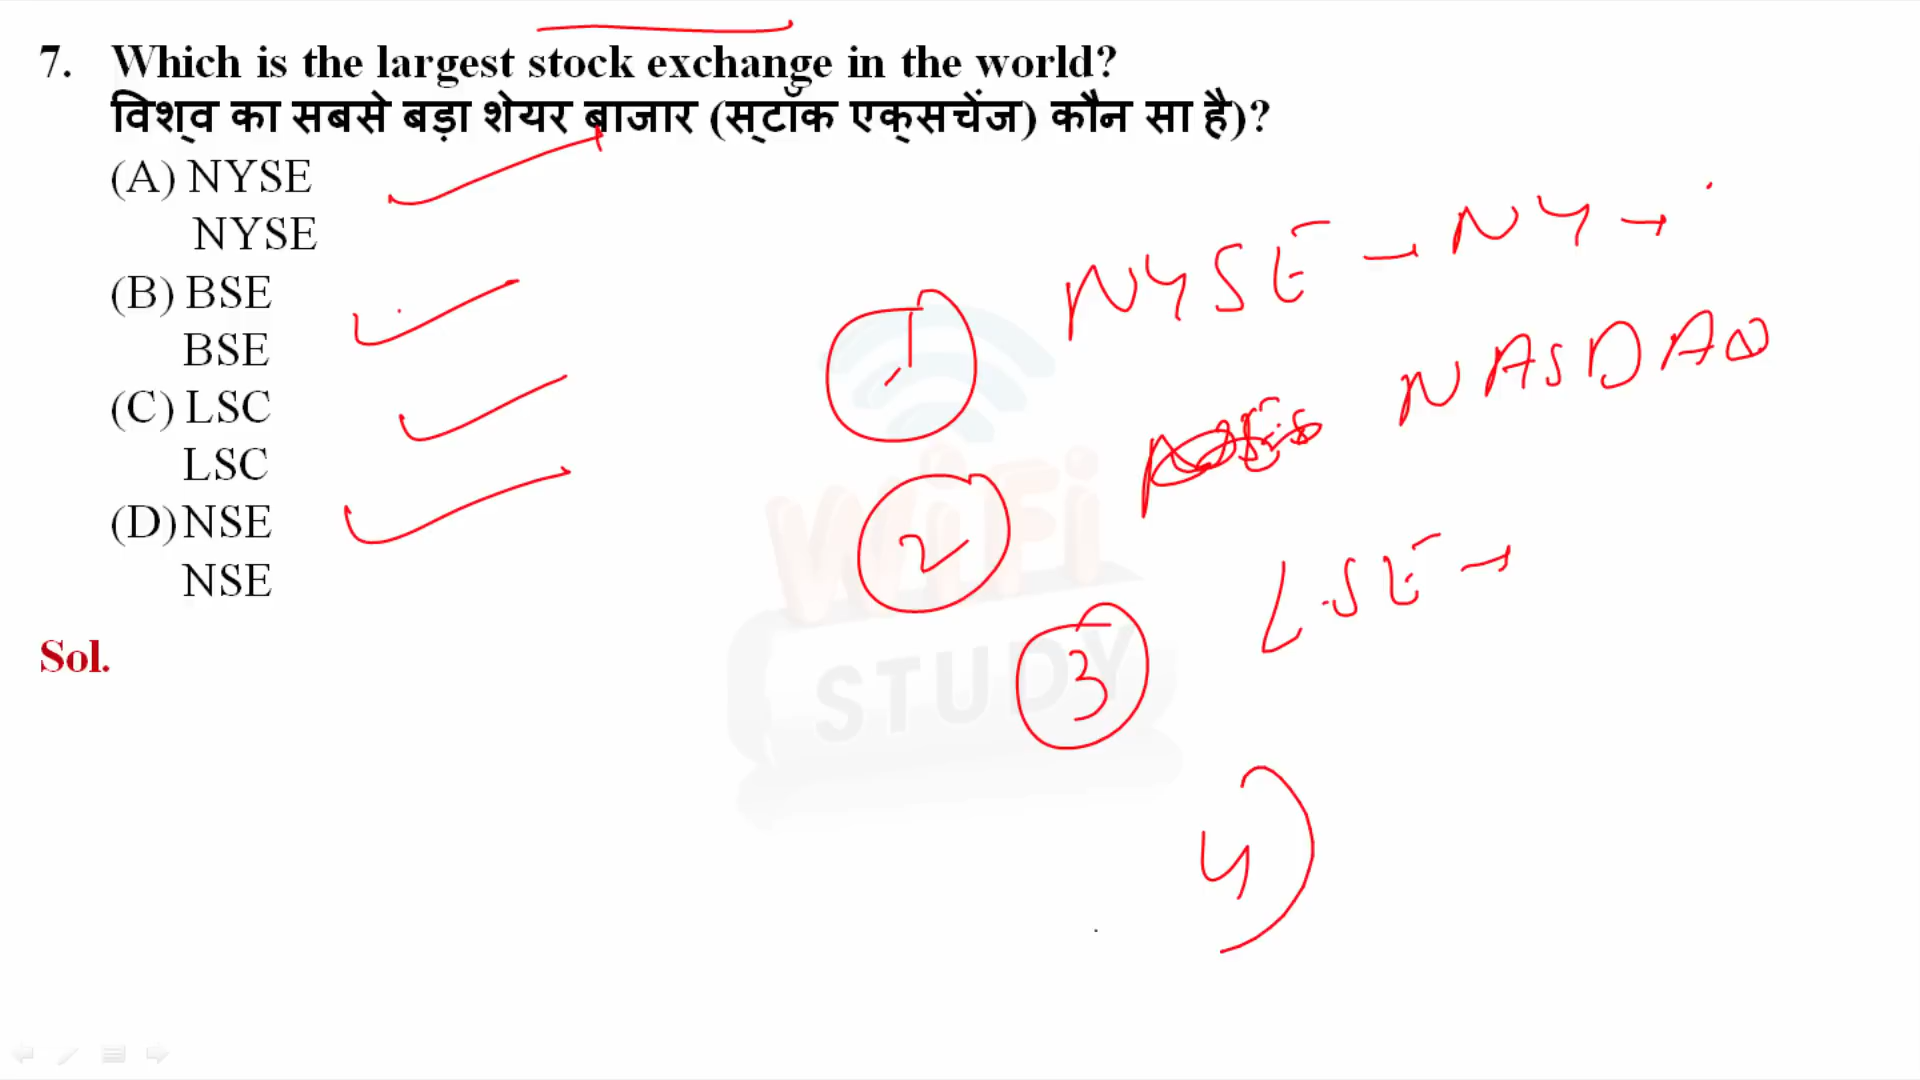 7. Which is the largest stock exchange in the world?
विश्व का सबसे बड़ा शेयर बाजार (स्टॉक एक्सचेंज) कौन सा है)?
(A) NYSE
NYSE
(B) BSE
BSE
(C) LSC
LSC
(D) NSE
NSE
Sol.
1 NYSE → NY →
NASDAQ
2
LSE →
3
4)
WiFi
STUDY